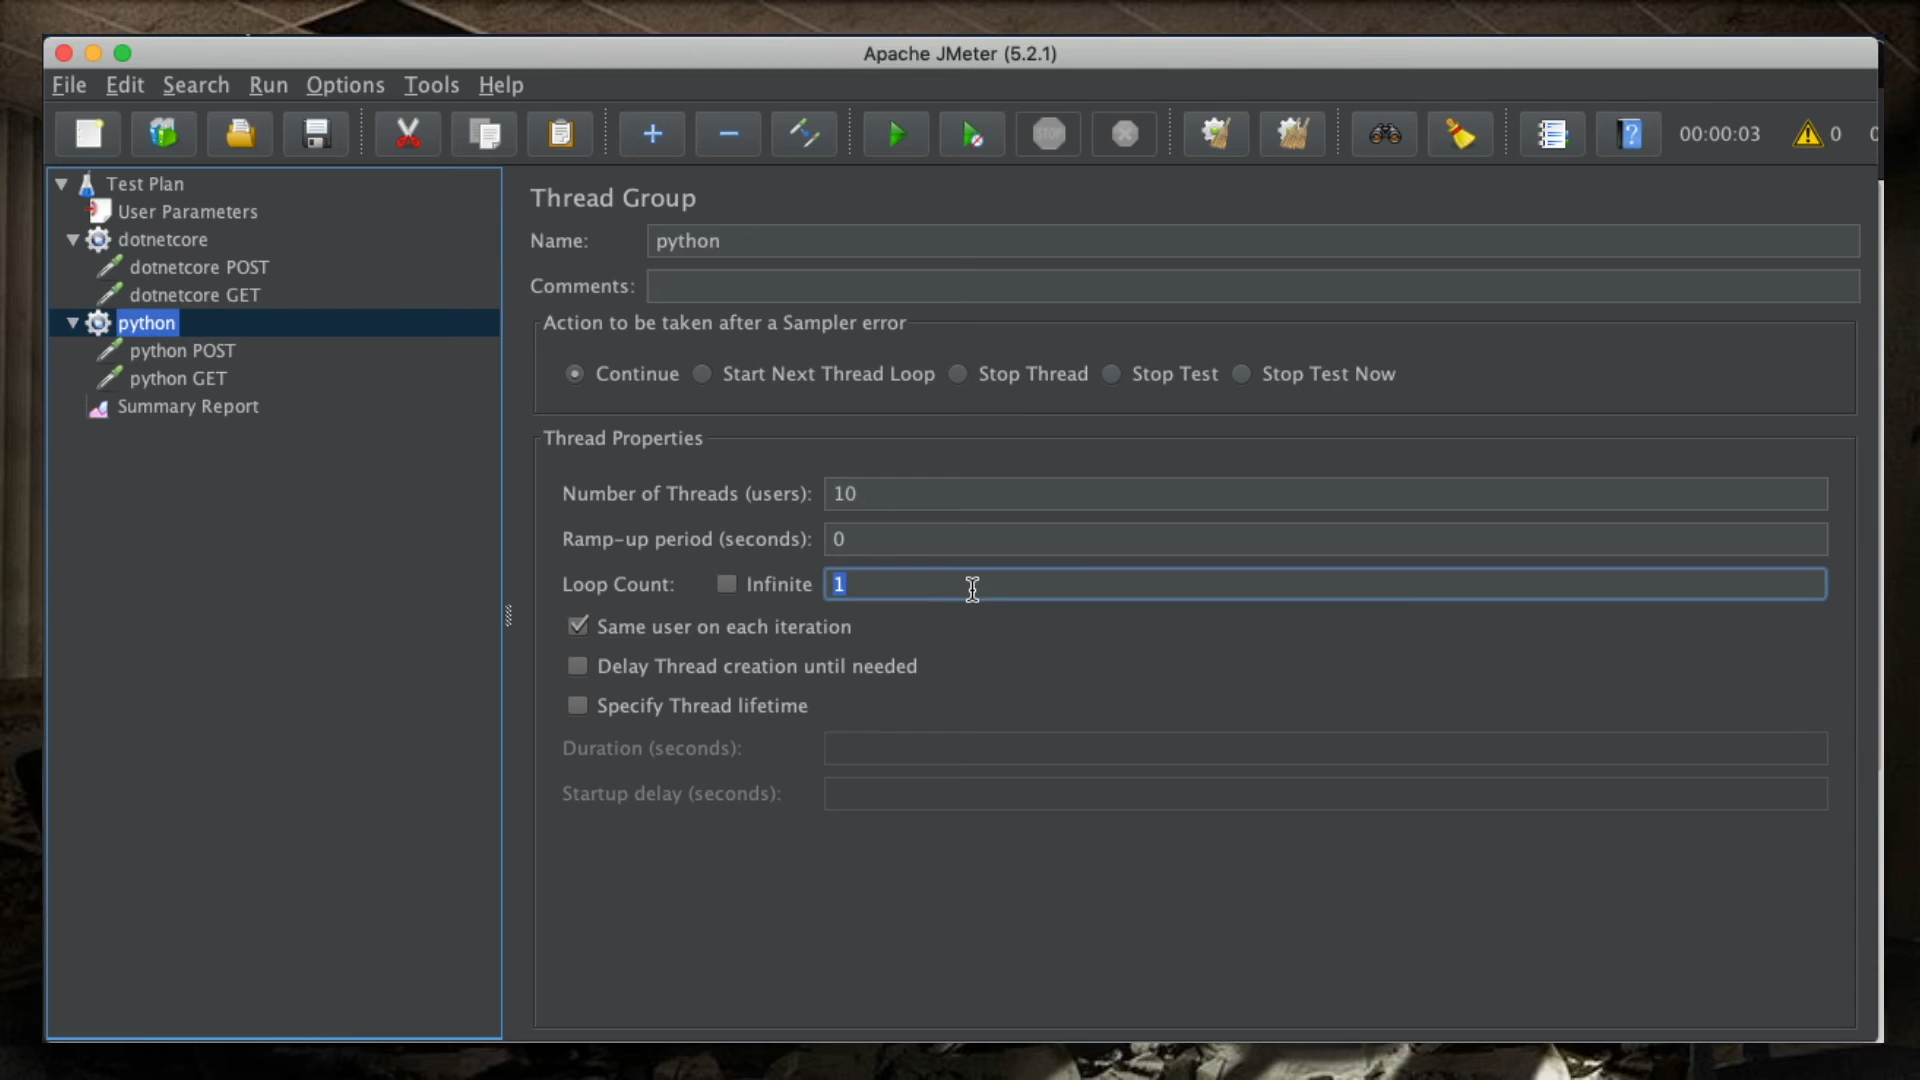 Apache JMeter (5.2.1)
File Edit Search Run Options Tools Help
STOP
00:00:03
0
Test Plan
User Parameters
dotnetcore
dotnetcore POST
dotnetcore GET
python
python POST
python GET
Summary Report
Thread Group
Name: python
Comments:
Action to be taken after a Sampler error
Continue Start Next Thread Loop Stop Thread Stop Test Stop Test Now
Thread Properties
Number of Threads (users): 10
Ramp-up period (seconds): 0
Loop Count: Infinite 1
Same user on each iteration
Delay Thread creation until needed
Specify Thread lifetime
Duration (seconds):
Startup delay (seconds):